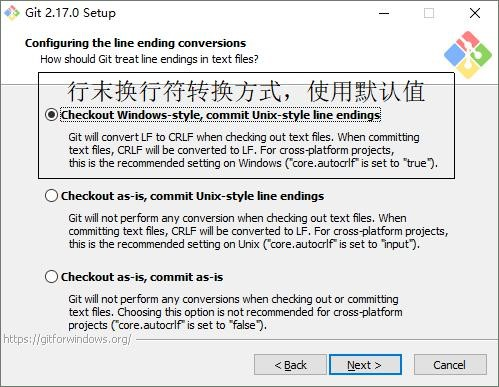 Git 2.17.0 Setup
Configuring the line ending conversions
How should Git treat line endings in text files?
行末换行符转换方式，使用默认值
Checkout Windows-style, commit Unix-style line endings
Git will convert LF to CRLF when checking out text files. When committing
text files, CRLF will be converted to LF. For cross-platform projects,
this is the recommended setting on Windows ("core.autocrlf" is set to "true").
Checkout as-is, commit Unix-style line endings
Git will not perform any conversion when checking out text files. When
committing text files, CRLF will be converted to LF. For cross-platform projects,
this is the recommended setting on Unix ("core.autocrlf" is set to "input").
Checkout as-is, commit as-is
Git will not perform any conversions when checking out or committing
text files. Choosing this option is not recommended for cross-platform
projects ("core.autocrlf" is set to "false").
https://gitforwindows.org/
< Back
Next >
Cancel